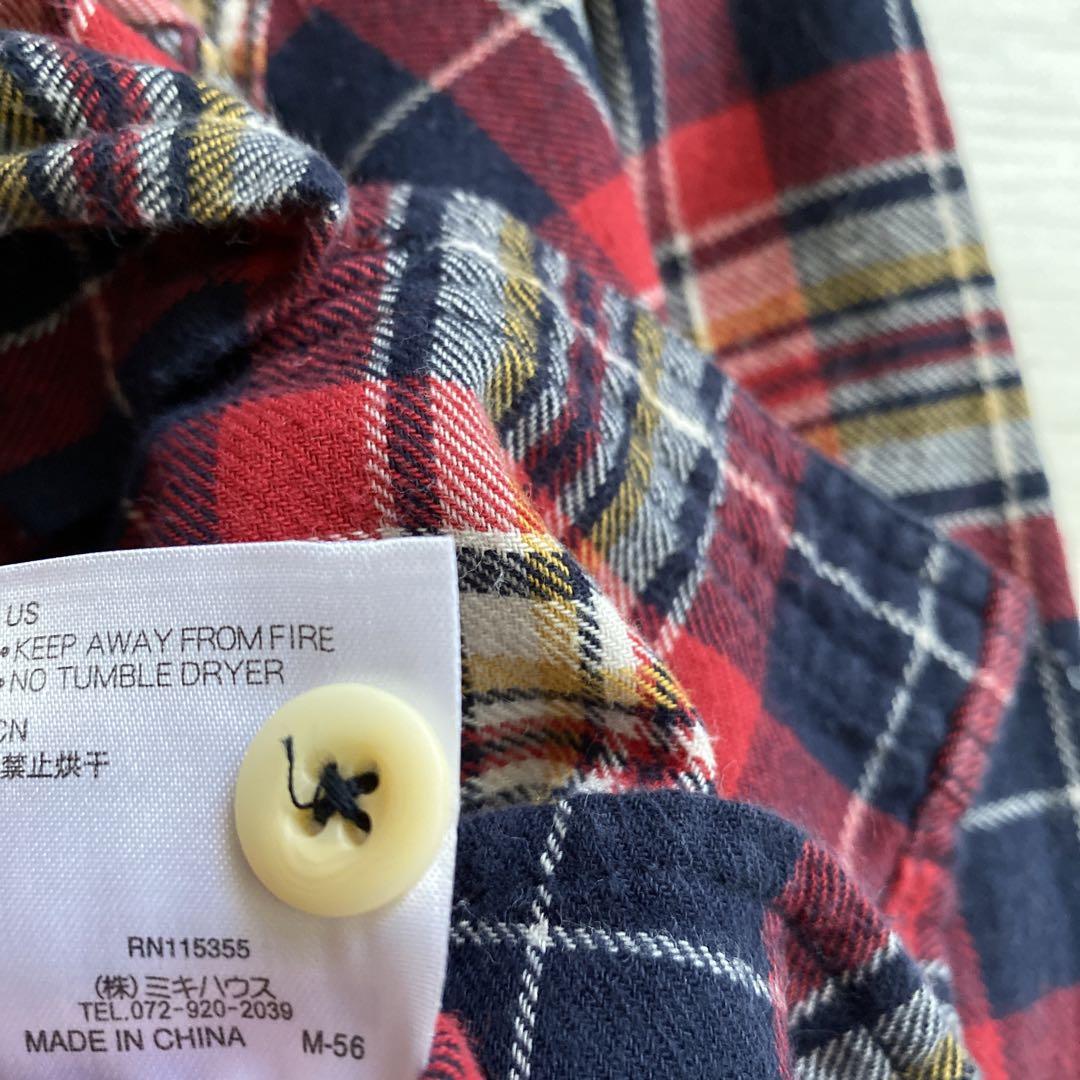 US
•KEEP AWAY FROM FIRE
•NO TUMBLE DRYER
CN
禁止烘干
RN115355
(株)ミキハウス
TEL.072-920-2039
MADE IN CHINA M-56